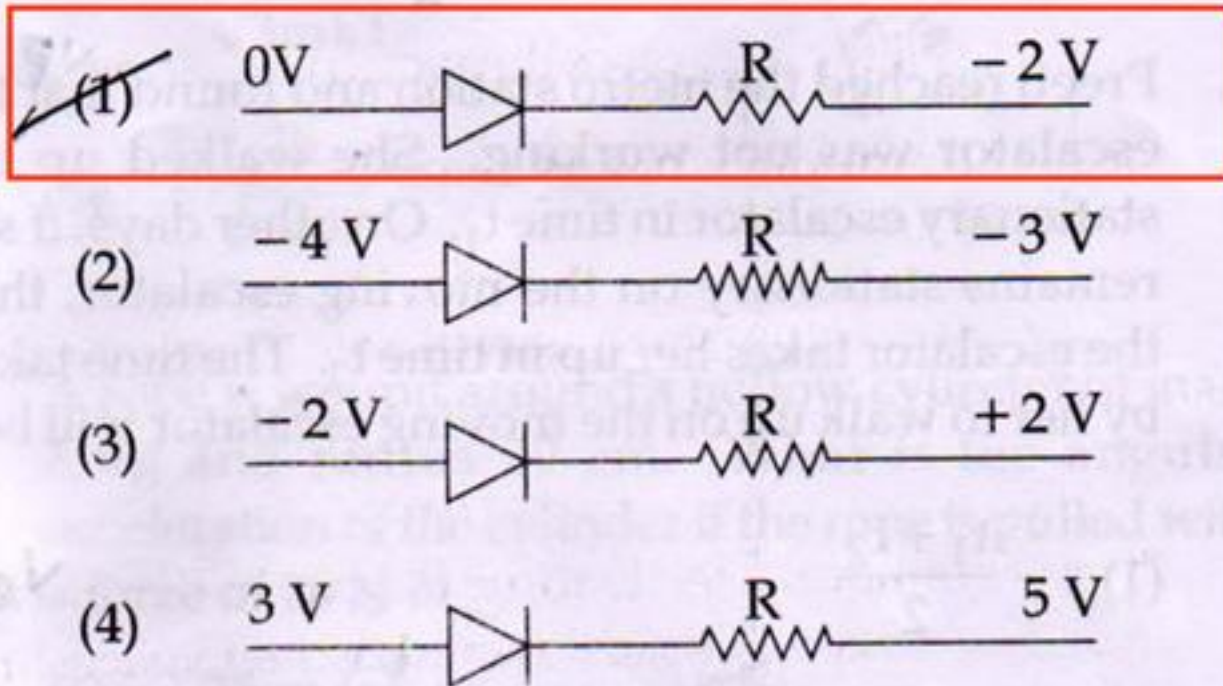 (1) 0V R −2 V
(2) −4 V R −3 V
(3) −2 V R +2 V
(4) 3 V R 5 V